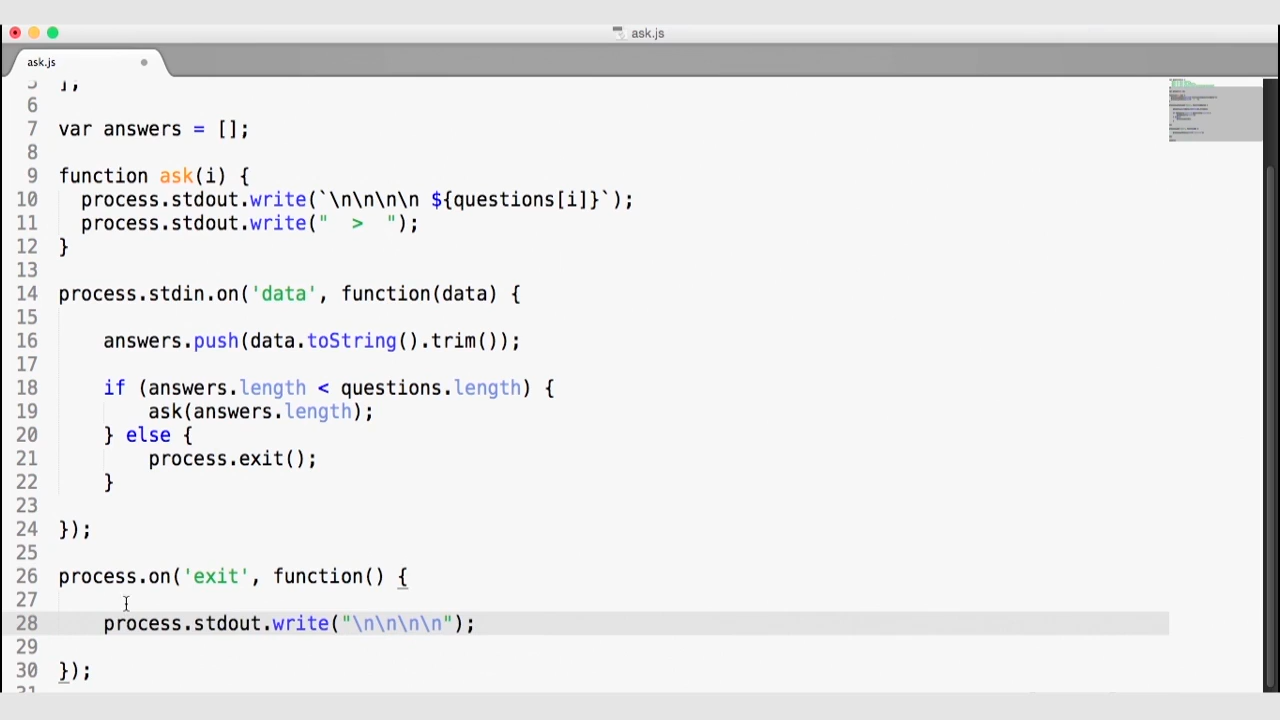 ask.js
ask.js
5 ];
6
7 var answers = [];
8
9 function ask(i) {
10 process.stdout.write(`\n\n\n\n ${questions[i]}`);
11 process.stdout.write("  >  ");
12 }
13
14 process.stdin.on('data', function(data) {
15
16 answers.push(data.toString().trim());
17
18 if (answers.length < questions.length) {
19 ask(answers.length);
20 } else {
21 process.exit();
22 }
23
24 });
25
26 process.on('exit', function() {
27
28 process.stdout.write("\n\n\n\n");
29
30 });
31